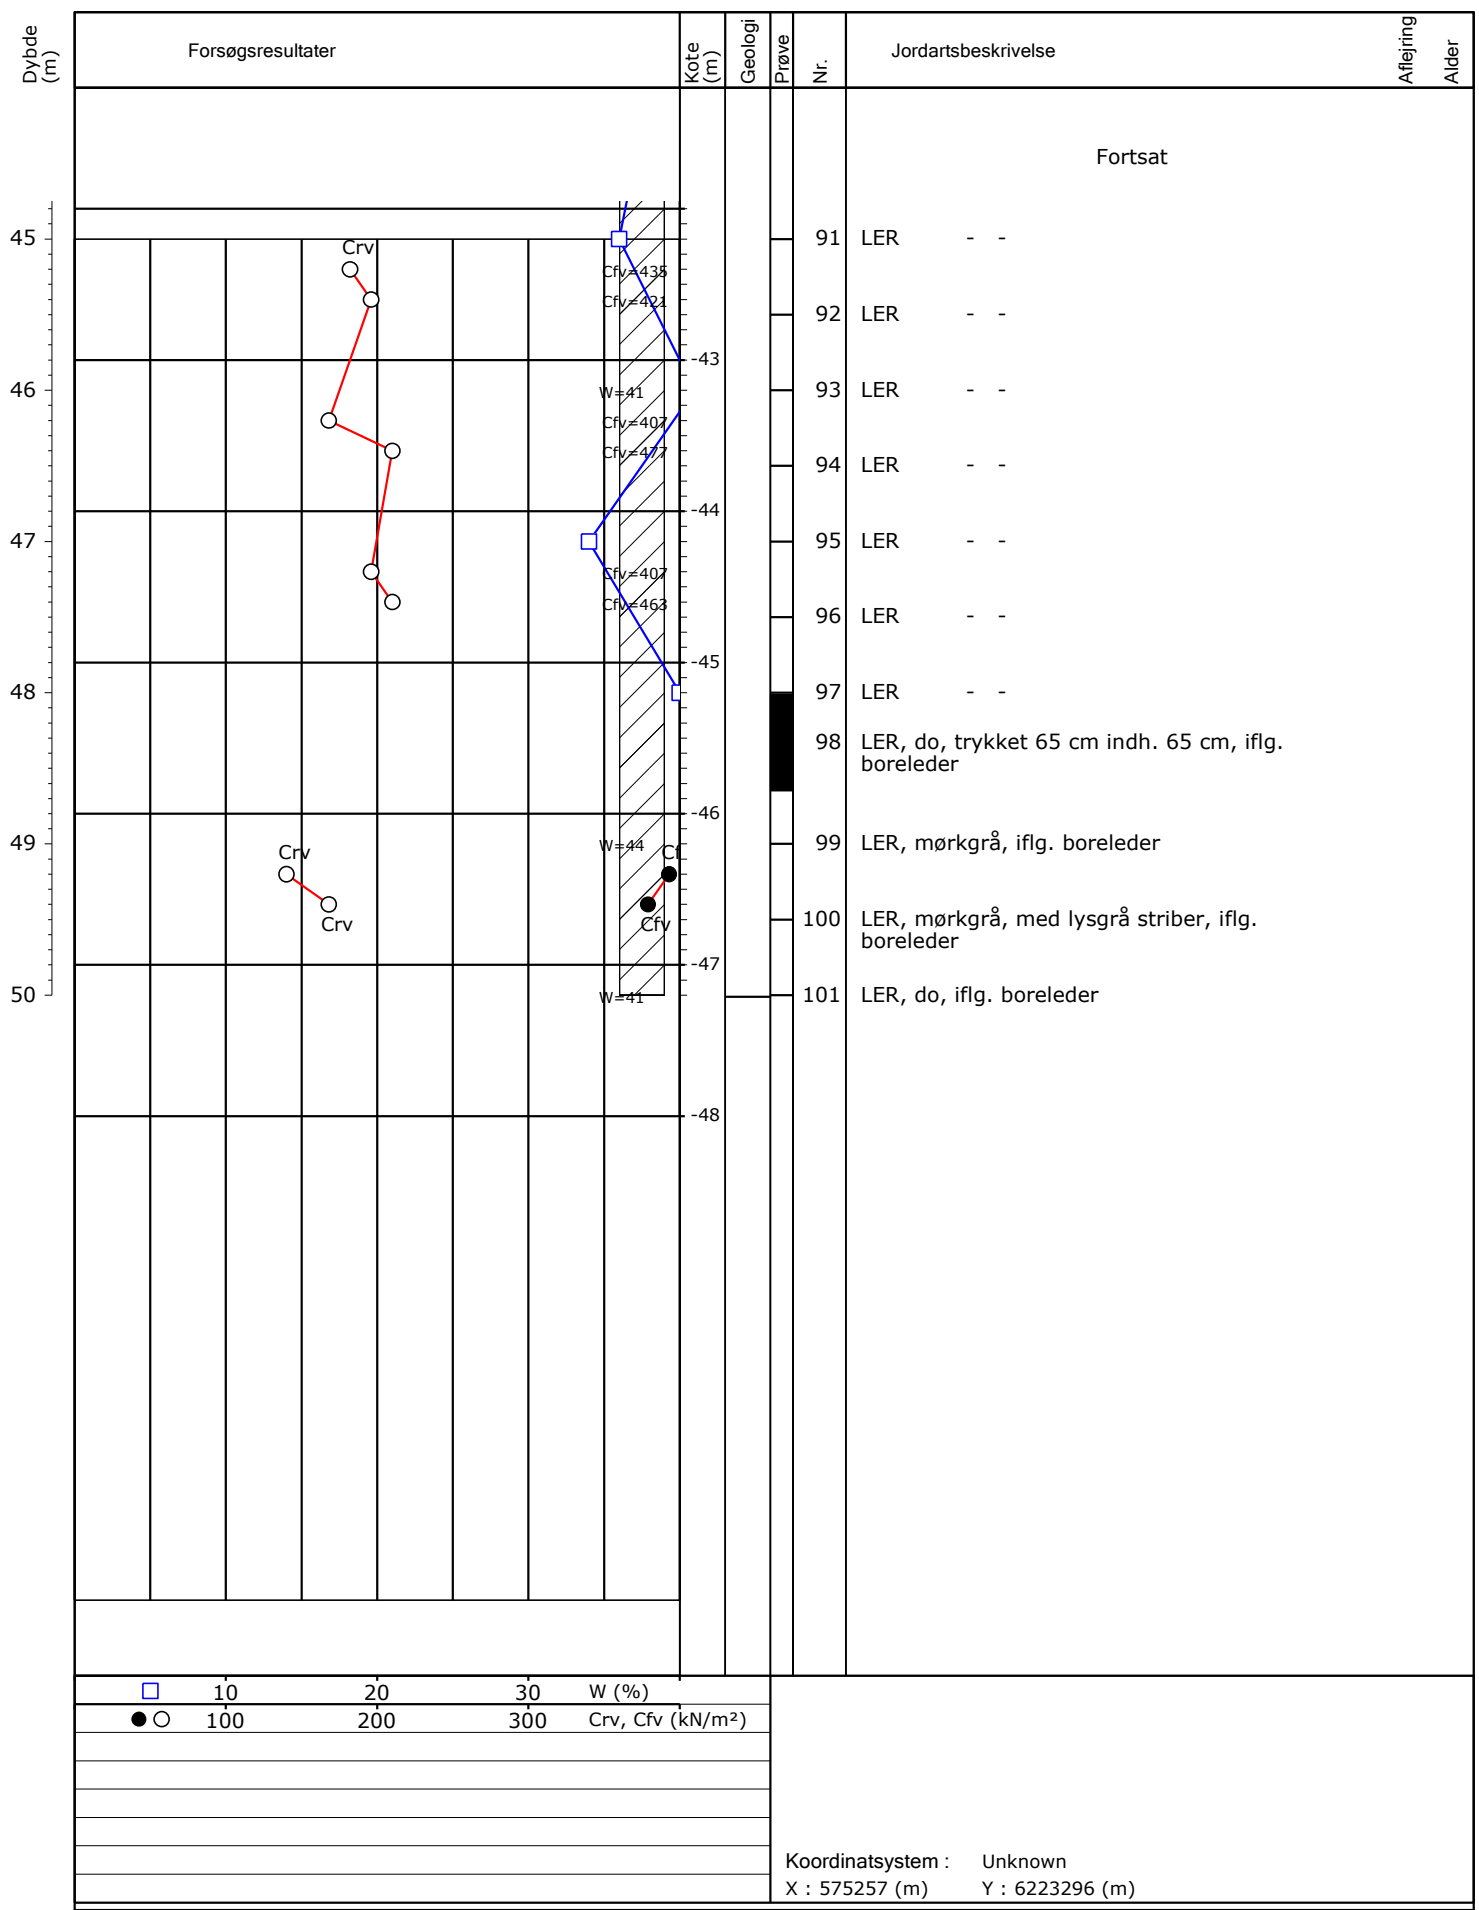 Dybde (m)
Forsøgsresultater
Kote (m)
Geologi
Prøve
Nr.
Jordartsbeskrivelse
Aflejring
Alder
Fortsat
45
Crv
91 LER - -
Cfv=435
Cfv=421
92 LER - -
-43
46
W=41
93 LER - -
Cfv=407
Cfv=477
94 LER - -
-44
47
95 LER - -
Cfv=407
Cfv=463
96 LER - -
-45
48
97 LER - -
98 LER, do, trykket 65 cm indh. 65 cm, iflg.
boreleder
-46
49
Crv
W=44
Cf
99 LER, mørkgrå, iflg. boreleder
Crv
Cfv
100 LER, mørkgrå, med lysgrå striber, iflg.
boreleder
-47
50
W=41
101 LER, do, iflg. boreleder
-48
10 20 30 W (%)
100 200 300 Crv, Cfv (kN/m²)
Koordinatsystem : Unknown
X : 575257 (m) Y : 6223296 (m)